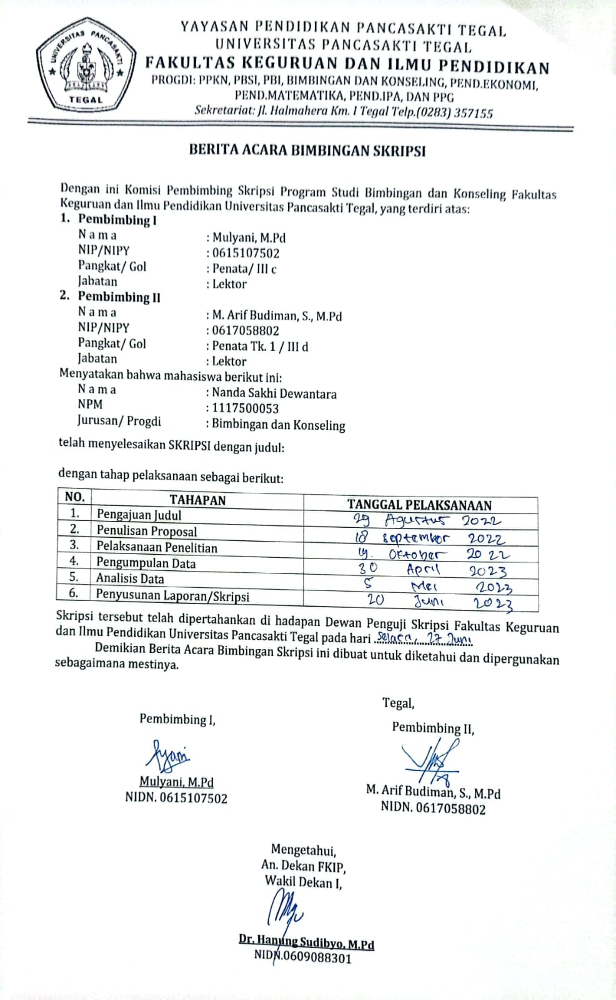 UNIVERSITAS PANCASAKTI
TEGAL
YAYASAN PENDIDIKAN PANCASAKTI TEGAL
UNIVERSITAS PANCASAKTI TEGAL
FAKULTAS KEGURUAN DAN ILMU PENDIDIKAN
PROGDI: PPKN, PBSI, PBI, BIMBINGAN DAN KONSELING, PEND.EKONOMI,
PEND.MATEMATIKA, PEND.IPA, DAN PPG
Sekretariat: Jl. Halmahera Km. 1 Tegal Telp.(0283) 357155
BERITA ACARA BIMBINGAN SKRIPSI
Dengan ini Komisi Pembimbing Skripsi Program Studi Bimbingan dan Konseling Fakultas
Keguruan dan Ilmu Pendidikan Universitas Pancasakti Tegal, yang terdiri atas:
1. Pembimbing I
N a m a : Mulyani, M.Pd
NIP/NIPY : 0615107502
Pangkat/ Gol : Penata/ III c
Jabatan : Lektor
2. Pembimbing II
N a m a : M. Arif Budiman, S., M.Pd
NIP/NIPY : 0617058802
Pangkat/ Gol : Penata Tk. 1 / III d
Jabatan : Lektor
Menyatakan bahwa mahasiswa berikut ini:
N a m a : Nanda Sakhi Dewantara
NPM : 1117500053
Jurusan/ Progdi : Bimbingan dan Konseling
telah menyelesaikan SKRIPSI dengan judul:
dengan tahap pelaksanaan sebagai berikut:
NO. TAHAPAN TANGGAL PELAKSANAAN
1. Pengajuan Judul 29 Agustus 2022
2. Penulisan Proposal 18 September 2022
3. Pelaksanaan Penelitian 19. Oktober 2022
4. Pengumpulan Data 30 April 2023
5. Analisis Data 5 Mei 2023
6. Penyusunan Laporan/Skripsi 20 Juni 2023
Skripsi tersebut telah dipertahankan di hadapan Dewan Penguji Skripsi Fakultas Keguruan
dan Ilmu Pendidikan Universitas Pancasakti Tegal pada hari Selasa, 27 Juni
Demikian Berita Acara Bimbingan Skripsi ini dibuat untuk diketahui dan dipergunakan
sebagaimana mestinya.
Tegal,
Pembimbing I, Pembimbing II,
Mulyani, M.Pd M. Arif Budiman, S., M.Pd
NIDN. 0615107502 NIDN. 0617058802
Mengetahui,
An. Dekan FKIP,
Wakil Dekan I,
Dr. Hanung Sudibyo, M.Pd
NIDN.0609088301